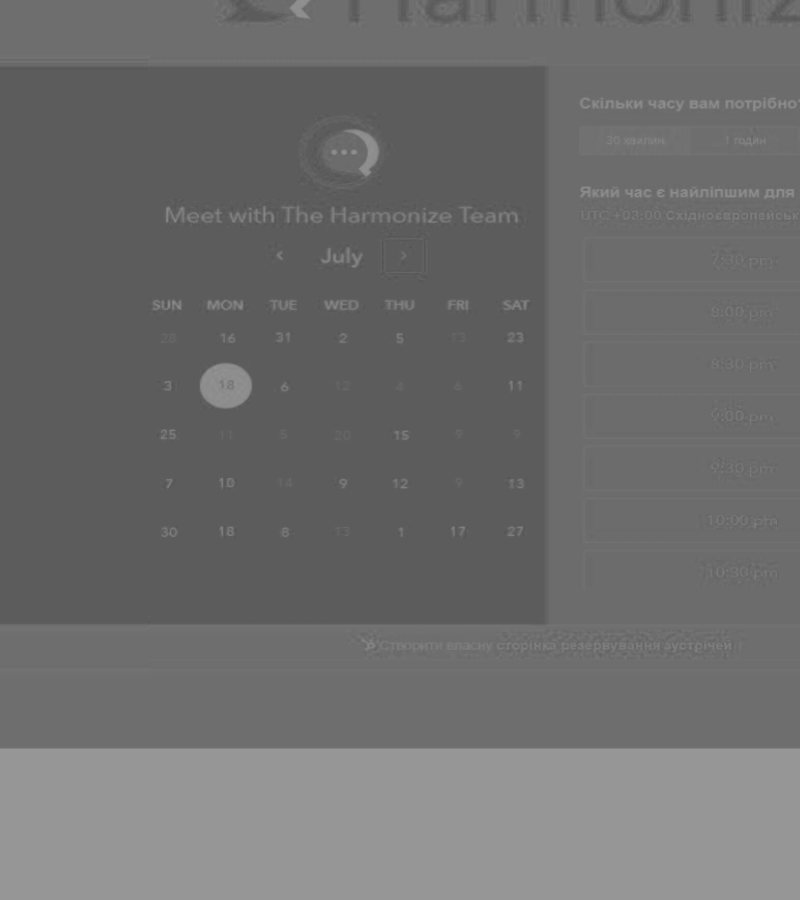 Harmoniz
Meet with The Harmonize Team
July
SUN MON TUE WED THU FRI SAT
28 16 31 2 5 13 23
3 18 6 12 4 6 11
25 11 5 20 15 9 9
7 10 14 9 12 9 13
30 18 8 13 1 17 27
Скільки часу вам потрібно?
30 хвилин 1 годин
Який час є найліпшим для
UTC +03:00 Східноєвропейськ
7:30 pm
8:00 pm
8:30 pm
9:00 pm
9:30 pm
10:00 pm
10:30 pm
Створити власну сторінка резервування зустрічей